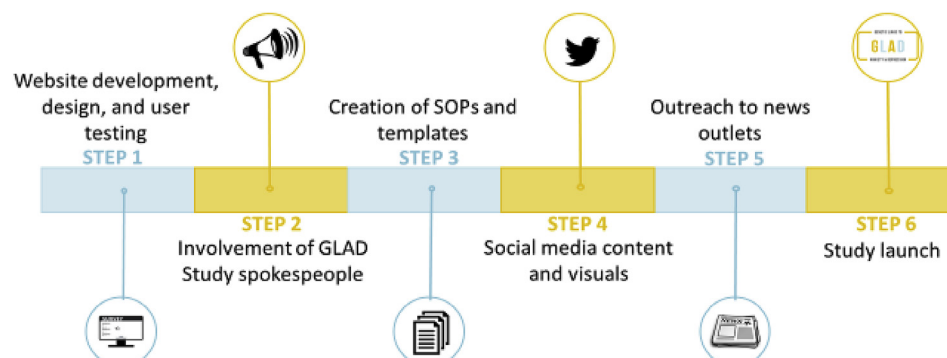 Website development,
design, and user
testing
STEP 1
STEP 2
Involvement of GLAD
Study spokespeople
Creation of SOPs and
templates
STEP 3
STEP 4
Social media content
and visuals
Outreach to news
outlets
STEP 5
GLAD
STEP 6
Study launch
SURVEY
NEWS